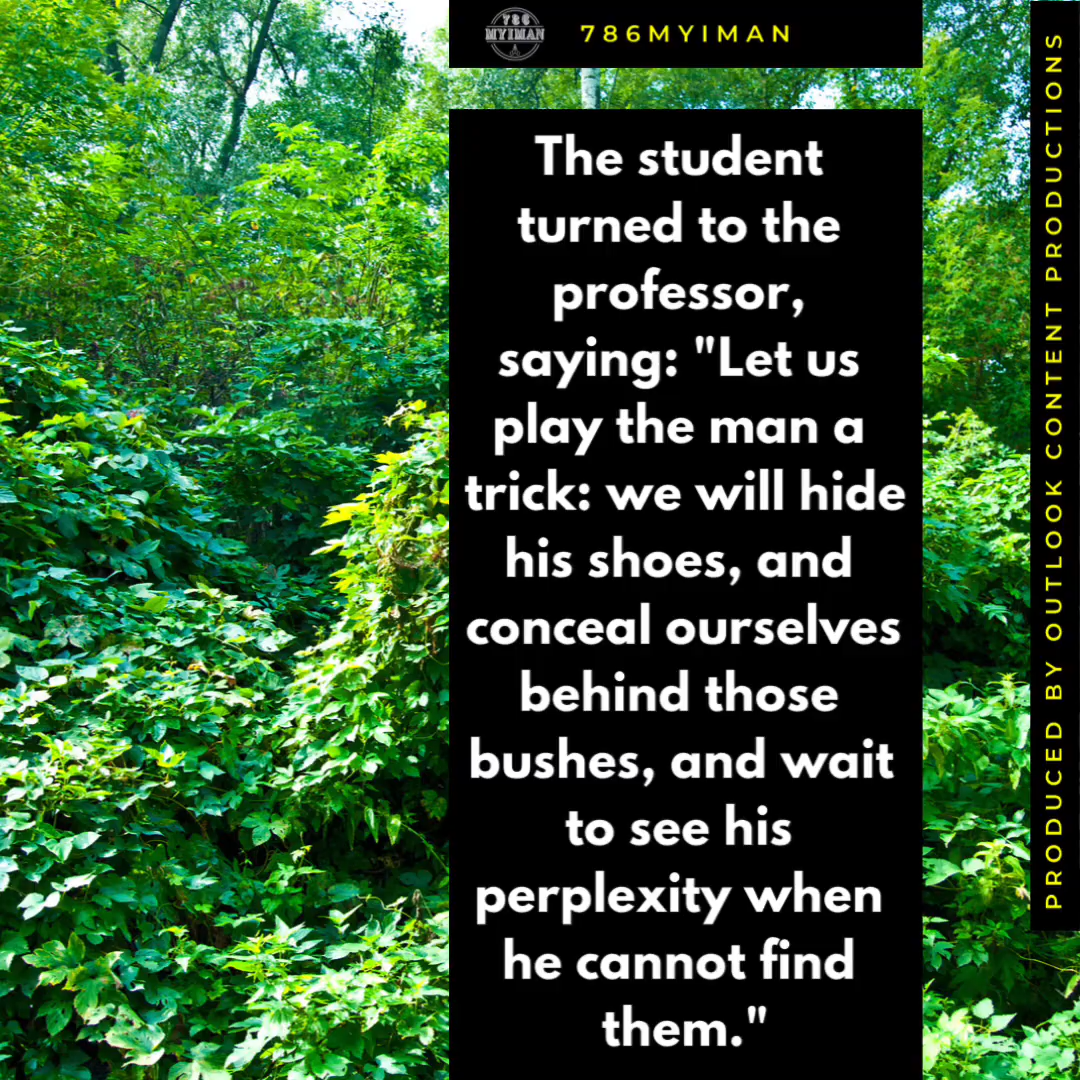 786
MYIMAN
786MYIMAN
The student
turned to the
professor,
saying: "Let us
play the man a
trick: we will hide
his shoes, and
conceal ourselves
behind those
bushes, and wait
to see his
perplexity when
he cannot find
them."
PRODUCED BY OUTLOOK CONTENT PRODUCTIONS